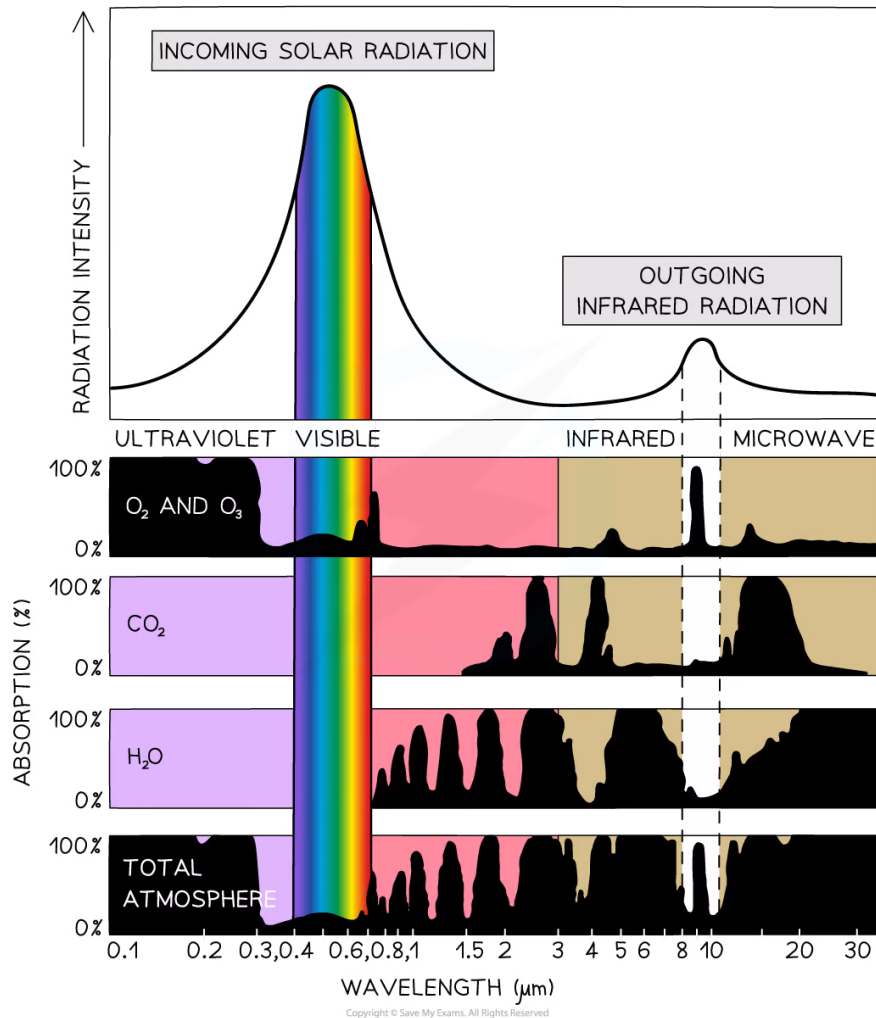 INCOMING SOLAR RADIATION
RADIATION INTENSITY
OUTGOING
INFRARED RADIATION
ULTRAVIOLET VISIBLE INFRARED MICROWAVE
ABSORPTION (%)
100%
O₂ AND O₃
0%
100%
CO₂
0%
100%
H₂O
0%
100%
TOTAL
ATMOSPHERE
0%
0.1 0.2 0.3,0.4 0.6,0.8,1 1.5 2 3 4 5 6 8 10 20 30
WAVELENGTH (μm)
Copyright © Save My Exams. All Rights Reserved